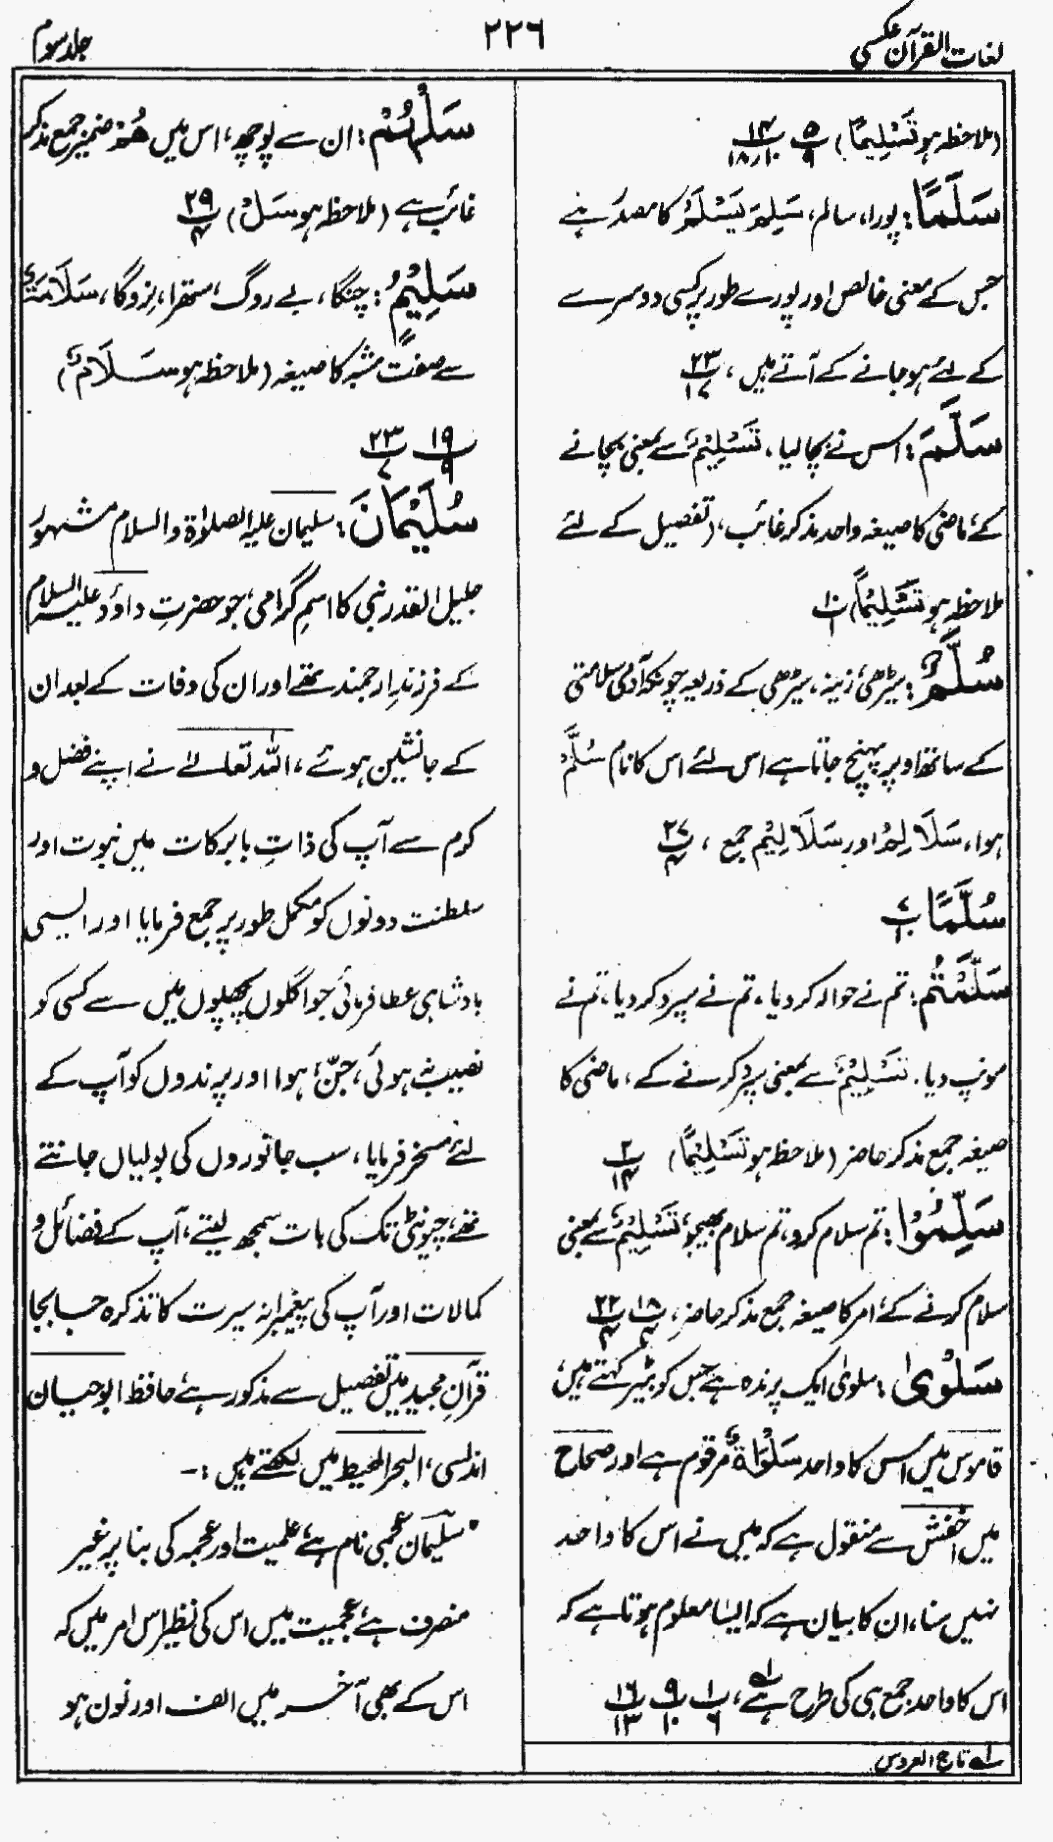 لغات القرآن عکسی
۲۲۶
جلد سوم
(ملاحظہ ہو تَسْلِیمًا) پ۵/۹ پ۱۴/۱۰،۱۸
سَلَمًا: پورا، سالم، سَلِمَ یَسْلَمُ کا مصدر ہے
جس کے معنی خالص اور پورے طور پر کسی دوسرے
کے لئے ہو جانے کے آتے ہیں، پ۲۳/۱۷
سَلَّمَ: اس نے بچا لیا، تَسْلِیْمٌ سے بمعنی بچانے
کے، ماضی کا صیغہ واحد مذکر غائب، (تفصیل کے لئے
ملاحظہ ہو تَسْلِیْمًا) پ۱۰/۱
سُلَّمٌ: سیڑھی، زینہ، سیڑھی کے ذریعہ چونکہ آدمی سلامتی
کے ساتھ اوپر پہنچ جاتا ہے اس لئے اس کا نام سُلَّمٌ
ہوا، سَلَالِمُ اور سَلَالِیْمُ جمع، پ۲۷/۴
سُلَّمًا پ۷/۱۰
سَلَّمْتُمْ: تم نے حوالہ کر دیا، تم نے سپرد کر دیا، تم نے
سونپ دیا۔ تَسْلِیْمٌ سے بمعنی سپرد کرنے کے، ماضی کا
صیغہ جمع مذکر حاضر (ملاحظہ ہو تَسْلِیْمًا) پ۲/۱۴
سَلِّمُوْا: تم سلام کرو، تم سلام بھیجو، تَسْلِیْمٌ سے بمعنی
سلام کرنے کے، امر کا صیغہ جمع مذکر حاضر، پ۱۸/۱۴ پ۲۲/۴
سَلْوٰی: سلویٰ ایک پرندہ ہے جس کو بٹیر کہتے ہیں،
قاموس میں اس کا واحد سَلْوَاةٌ مرقوم ہے اور صحاح
میں اخفش سے منقول ہے کہ میں نے اس کا واحد
نہیں سنا، ان کا بیان ہے کہ ایسا معلوم ہوتا ہے کہ
اس کا واحد جمع ہی کی طرح ہے، لہ پ۱/۶ پ۹/۱۰ پ۱۶/۱۳
لہ تاج العروس
سَلْهُمْ: ان سے پوچھ، اس میں هُمْ ضمیر جمع مذکر
غائب ہے (ملاحظہ ہو سَلْ) پ۲۹/۴
سَلِیْمٍ: چنگا، بے روگ، ستھرا، نروگا، سَلَامَةٌ
سے صفت مشبہ کا صیغہ (ملاحظہ ہو سَلَامٌ)
پ۱۹/۹ پ۲۳/۷
سُلَیْمَانَ: سلیمان علیہ الصلوٰة والسلام مشہور
جلیل القدر نبی کا اسمِ گرامی، جو حضرتِ داؤد علیہ السلام
کے فرزندِ ارجمند تھے اور ان کی وفات کے بعد ان
کے جانشین ہوئے، اللہ تعالےٰ نے اپنے فضل و
کرم سے آپ کی ذاتِ بابرکات میں نبوت اور
سلطنت دونوں کو مکمل طور پر جمع فرمایا اور ایسی
بادشاہی عطا فرمائی جو اگلوں پچھلوں میں سے کسی کو
نصیب نہ ہوئی، جنّ، ہوا اور پرندوں کو آپ کے
لئے مسخر فرمایا، سب جانوروں کی بولیاں جانتے
تھے، چیونٹی تک کی بات سمجھ لیتے، آپ کے فضائل و
کمالات اور آپ کی پیغمبرانہ سیرت کا تذکرہ جابجا
قرآن مجید میں تفصیل سے مذکور ہے، حافظ ابوحیان
اندلسی، البحر المحیط میں لکھتے ہیں :۔
"سلیمان عجمی نام ہے، علمیت اور عجمہ کی بنا پر غیر
منصرف ہے، عجمیت میں اس کی نظیر اس امر میں کہ
اس کے بھی آخر میں الف اور نون ہو